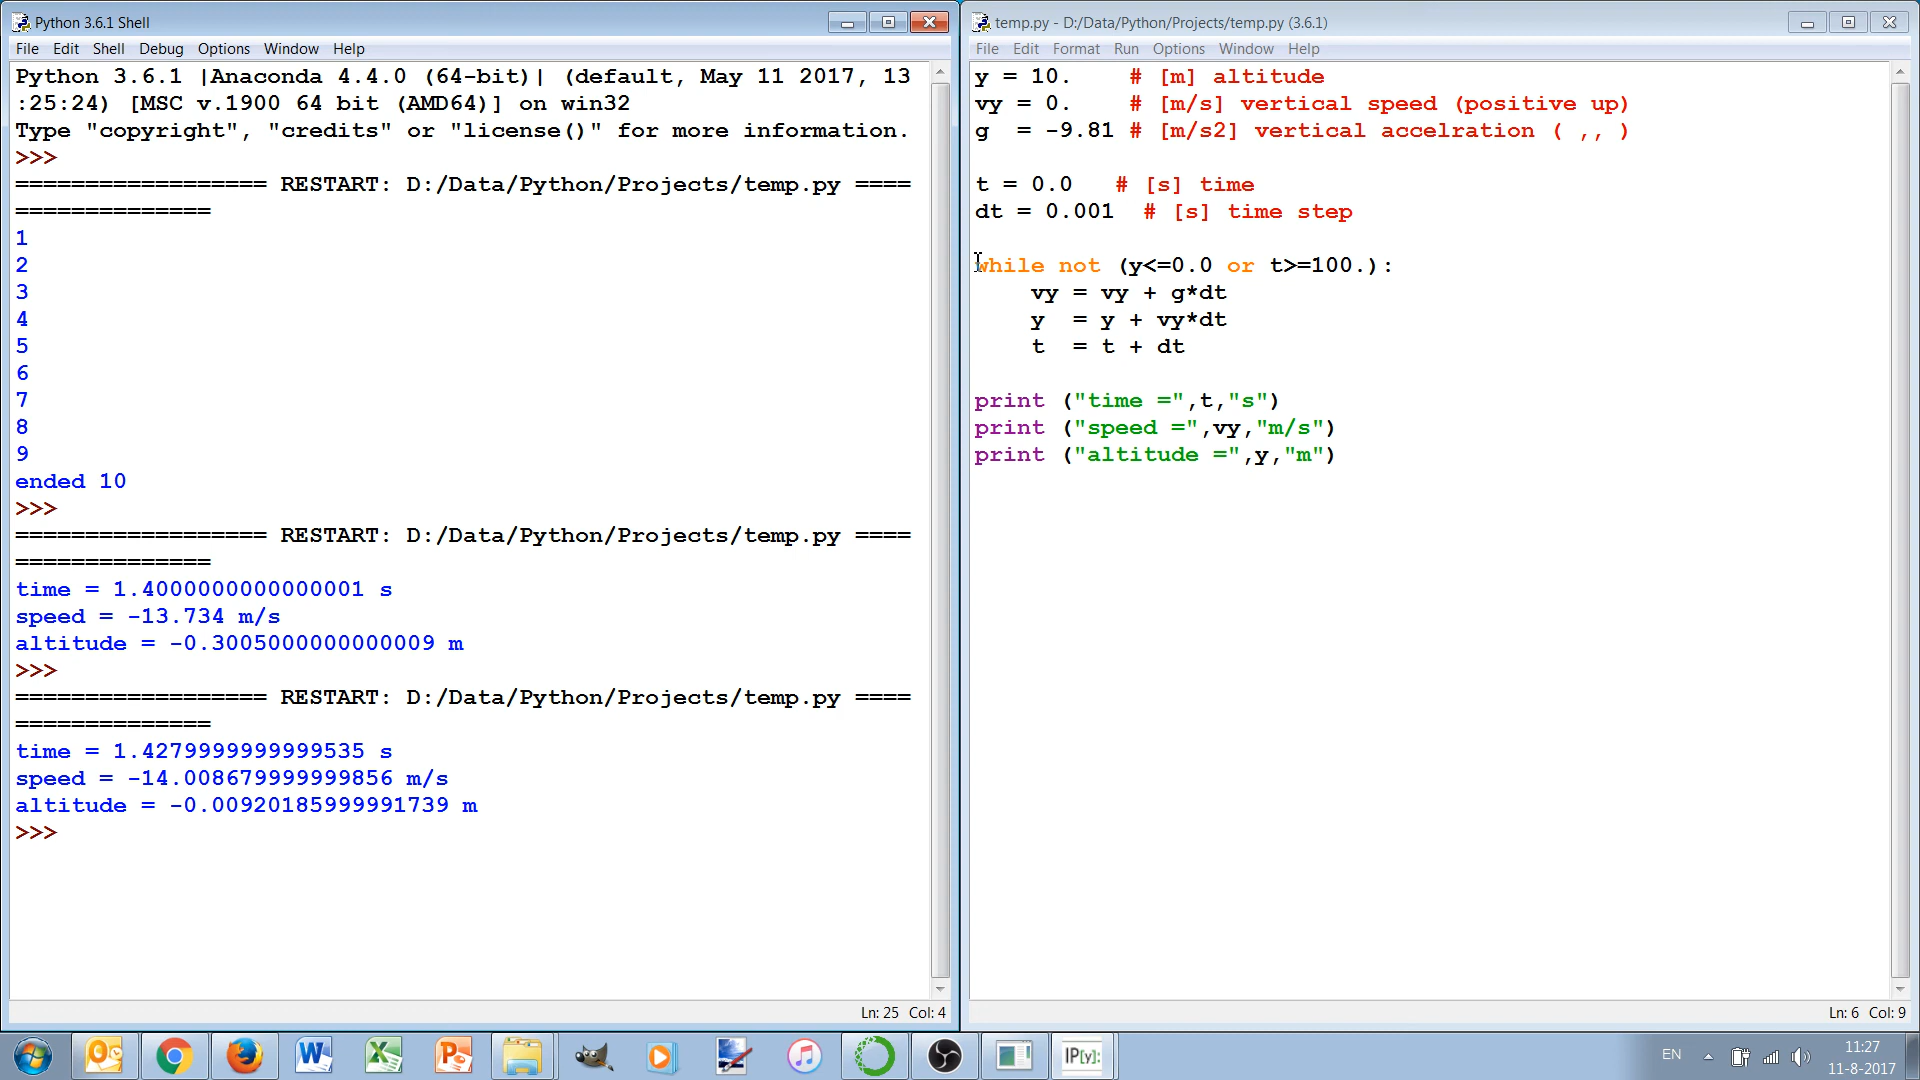 Python 3.6.1 Shell
File Edit Shell Debug Options Window Help
Python 3.6.1 |Anaconda 4.4.0 (64-bit)| (default, May 11 2017, 13
:25:24) [MSC v.1900 64 bit (AMD64)] on win32
Type "copyright", "credits" or "license()" for more information.
>>>
================== RESTART: D:/Data/Python/Projects/temp.py ====
==============
1
2
3
4
5
6
7
8
9
ended 10
>>>
================== RESTART: D:/Data/Python/Projects/temp.py ====
==============
time = 1.4000000000000001 s
speed = -13.734 m/s
altitude = -0.3005000000000009 m
>>>
================== RESTART: D:/Data/Python/Projects/temp.py ====
==============
time = 1.4279999999999535 s
speed = -14.008679999999856 m/s
altitude = -0.00920185999991739 m
>>>
Ln: 25 Col: 4
temp.py - D:/Data/Python/Projects/temp.py (3.6.1)
File Edit Format Run Options Window Help
y = 10.    # [m] altitude
vy = 0.    # [m/s] vertical speed (positive up)
g  = -9.81 # [m/s2] vertical accelration ( ,, )
t = 0.0   # [s] time
dt = 0.001  # [s] time step
while not (y<=0.0 or t>=100.):
    vy = vy + g*dt
    y  = y + vy*dt
    t  = t + dt
print ("time =",t,"s")
print ("speed =",vy,"m/s")
print ("altitude =",y,"m")
Ln: 6 Col: 9
IP[y]:
EN
11:27
11-8-2017